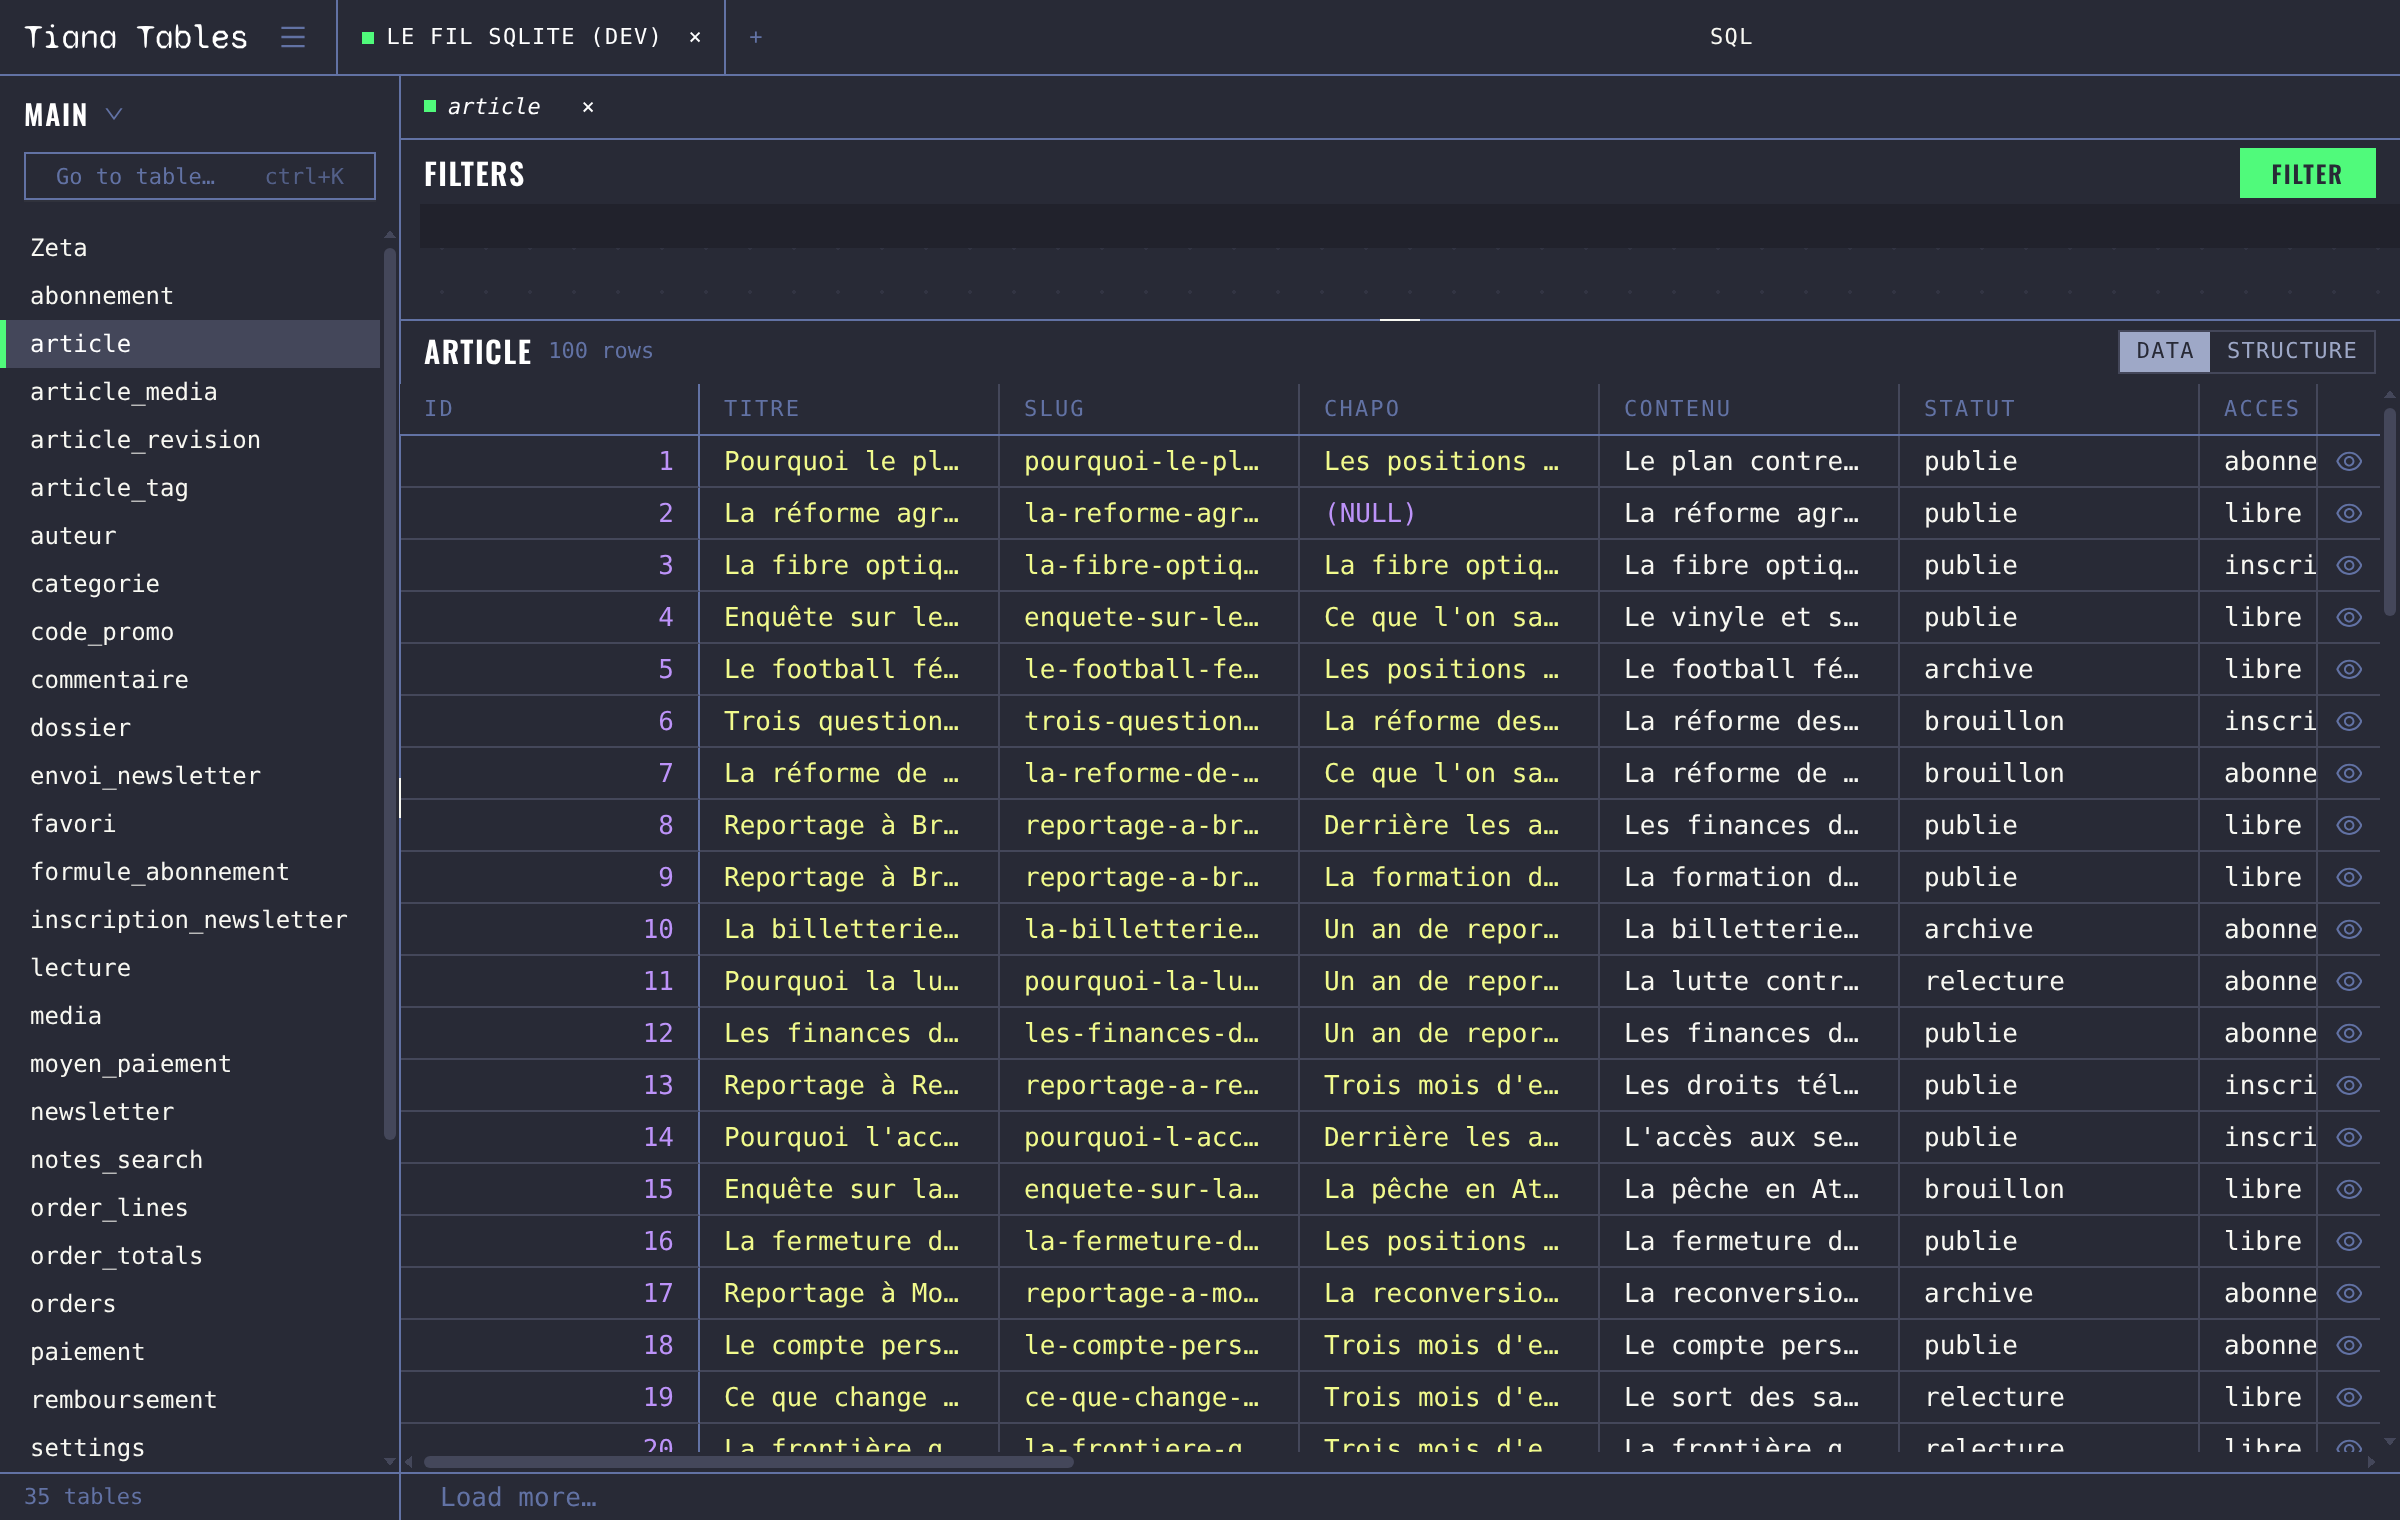 Tiana Tables
LE FIL SQLITE (DEV) ×
+
SQL
MAIN
Go to table… ctrl+K
Zeta
abonnement
article
article_media
article_revision
article_tag
auteur
categorie
code_promo
commentaire
dossier
envoi_newsletter
favori
formule_abonnement
inscription_newsletter
lecture
media
moyen_paiement
newsletter
notes_search
order_lines
order_totals
orders
paiement
remboursement
settings
35 tables
article ×
FILTERS
FILTER
ARTICLE 100 rows
DATA STRUCTURE
ID TITRE SLUG CHAPO CONTENU STATUT ACCES
1 Pourquoi le pl… pourquoi-le-pl… Les positions … Le plan contre… publie abonne
2 La réforme agr… la-reforme-agr… (NULL) La réforme agr… publie libre
3 La fibre optiq… la-fibre-optiq… La fibre optiq… La fibre optiq… publie inscri
4 Enquête sur le… enquete-sur-le… Ce que l'on sa… Le vinyle et s… publie libre
5 Le football fé… le-football-fe… Les positions … Le football fé… archive libre
6 Trois question… trois-question… La réforme des… La réforme des… brouillon inscri
7 La réforme de … la-reforme-de-… Ce que l'on sa… La réforme de … brouillon abonne
8 Reportage à Br… reportage-a-br… Derrière les a… Les finances d… publie libre
9 Reportage à Br… reportage-a-br… La formation d… La formation d… publie libre
10 La billetterie… la-billetterie… Un an de repor… La billetterie… archive abonne
11 Pourquoi la lu… pourquoi-la-lu… Un an de repor… La lutte contr… relecture abonne
12 Les finances d… les-finances-d… Un an de repor… Les finances d… publie abonne
13 Reportage à Re… reportage-a-re… Trois mois d'e… Les droits tél… publie inscri
14 Pourquoi l'acc… pourquoi-l-acc… Derrière les a… L'accès aux se… publie inscri
15 Enquête sur la… enquete-sur-la… La pêche en At… La pêche en At… brouillon libre
16 La fermeture d… la-fermeture-d… Les positions … La fermeture d… publie libre
17 Reportage à Mo… reportage-a-mo… La reconversio… La reconversio… archive abonne
18 Le compte pers… le-compte-pers… Trois mois d'e… Le compte pers… publie abonne
19 Ce que change … ce-que-change-… Trois mois d'e… Le sort des sa… relecture libre
20 La frontière g… la-frontiere-g… Trois mois d'e… La frontière g… relecture libre
Load more…